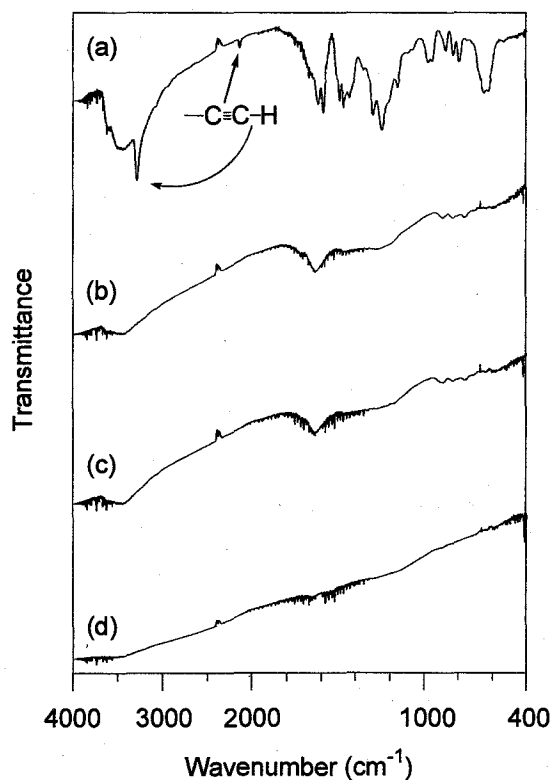 (a)
—C≡C–H
(b)
(c)
(d)
Transmittance
4000 3000 2000 1000 400
Wavenumber (cm⁻¹)